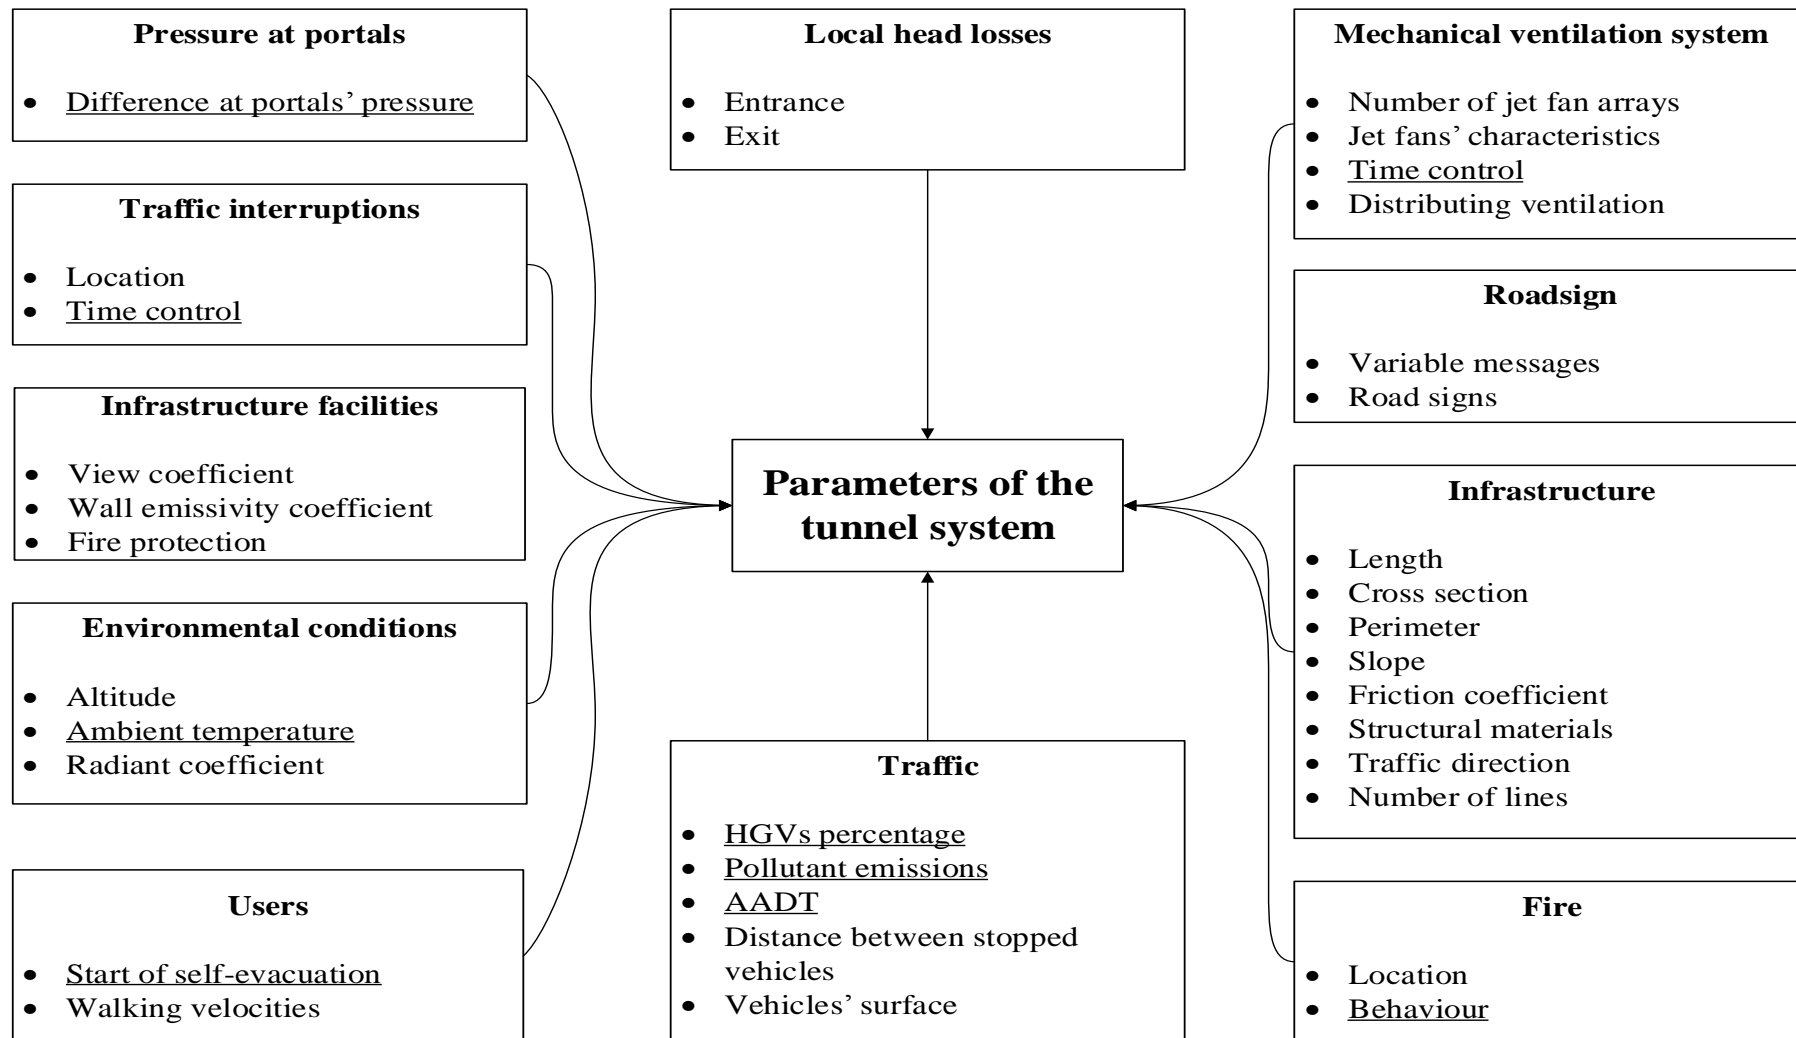 Pressure at portals
• Difference at portals’ pressure
Traffic interruptions
• Location
• Time control
Infrastructure facilities
• View coefficient
• Wall emissivity coefficient
• Fire protection
Environmental conditions
• Altitude
• Ambient temperature
• Radiant coefficient
Users
• Start of self-evacuation
• Walking velocities
Local head losses
• Entrance
• Exit
Parameters of the
tunnel system
Traffic
• HGVs percentage
• Pollutant emissions
• AADT
• Distance between stopped
vehicles
• Vehicles’ surface
Mechanical ventilation system
• Number of jet fan arrays
• Jet fans’ characteristics
• Time control
• Distributing ventilation
Roadsign
• Variable messages
• Road signs
Infrastructure
• Length
• Cross section
• Perimeter
• Slope
• Friction coefficient
• Structural materials
• Traffic direction
• Number of lines
Fire
• Location
• Behaviour